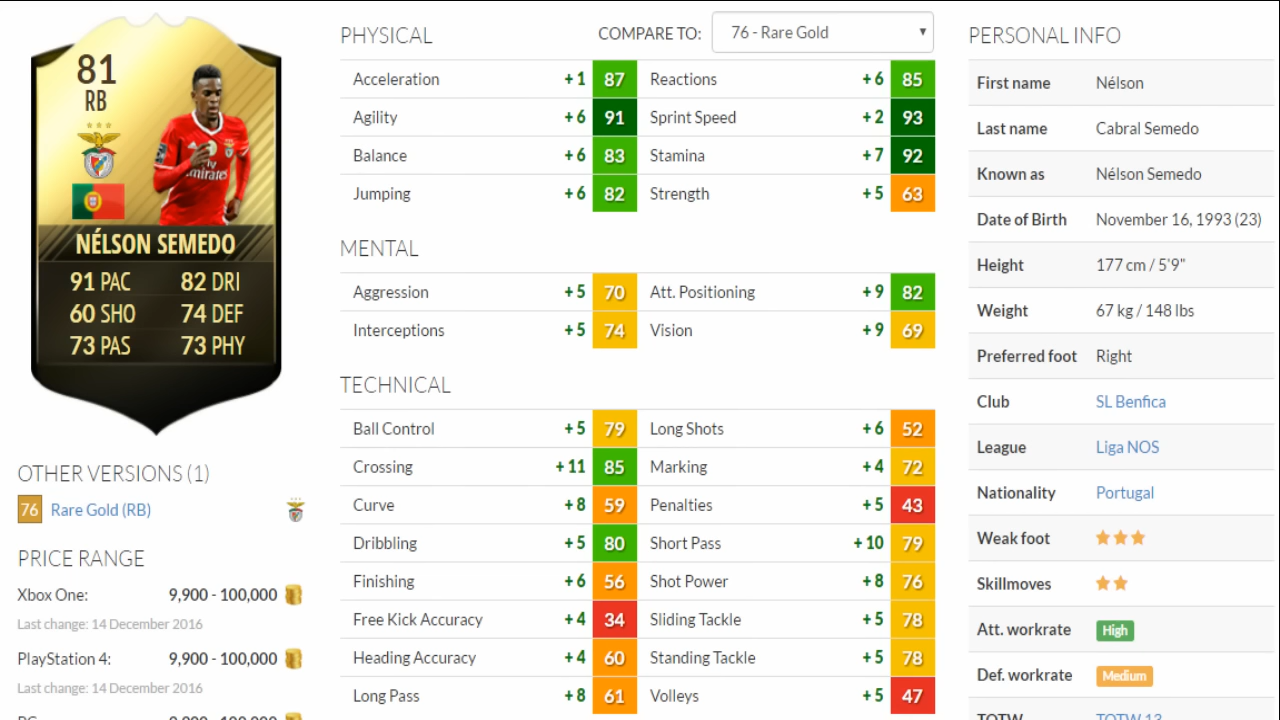 81
RB
NÉLSON SEMEDO
91 PAC 82 DRI
60 SHO 74 DEF
73 PAS 73 PHY
OTHER VERSIONS (1)
76 Rare Gold (RB)
PRICE RANGE
Xbox One: 9,900 - 100,000
Last change: 14 December 2016
PlayStation 4: 9,900 - 100,000
Last change: 14 December 2016
PHYSICAL COMPARE TO: 76 - Rare Gold
Acceleration +1 87 Reactions +6 85
Agility +6 91 Sprint Speed +2 93
Balance +6 83 Stamina +7 92
Jumping +6 82 Strength +5 63
MENTAL
Aggression +5 70 Att. Positioning +9 82
Interceptions +5 74 Vision +9 69
TECHNICAL
Ball Control +5 79 Long Shots +6 52
Crossing +11 85 Marking +4 72
Curve +8 59 Penalties +5 43
Dribbling +5 80 Short Pass +10 79
Finishing +6 56 Shot Power +8 76
Free Kick Accuracy +4 34 Sliding Tackle +5 78
Heading Accuracy +4 60 Standing Tackle +5 78
Long Pass +8 61 Volleys +5 47
PERSONAL INFO
First name Nélson
Last name Cabral Semedo
Known as Nélson Semedo
Date of Birth November 16, 1993 (23)
Height 177 cm / 5'9"
Weight 67 kg / 148 lbs
Preferred foot Right
Club SL Benfica
League Liga NOS
Nationality Portugal
Weak foot
Skillmoves
Att. workrate High
Def. workrate Medium
TOTW TOTW 13